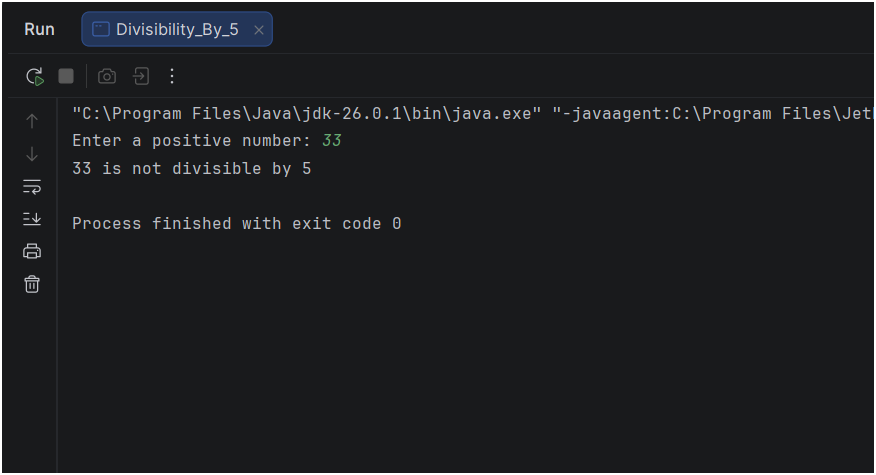 Run
Divisibility_By_5
"C:\Program Files\Java\jdk-26.0.1\bin\java.exe" "-javaagent:C:\Program Files\Jet
Enter a positive number: 33
33 is not divisible by 5
Process finished with exit code 0